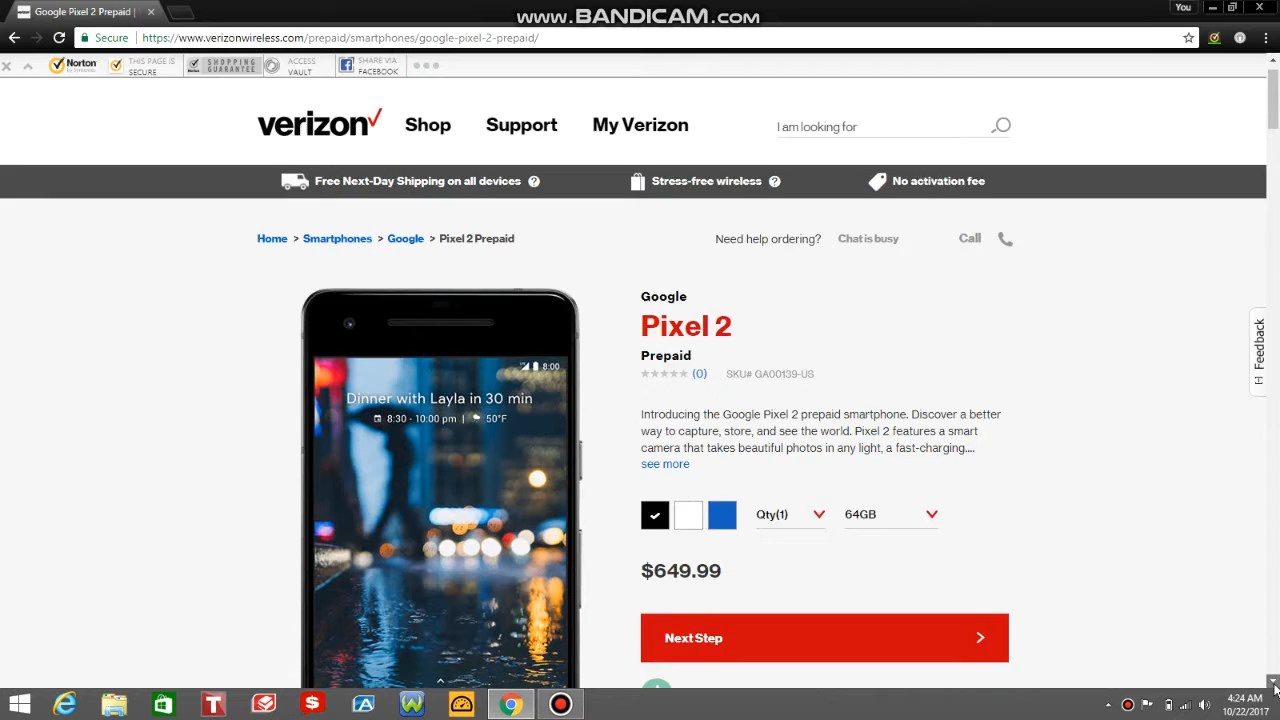 Google Pixel 2 Prepaid |
www.BANDICAM.com
You
Secure
https://www.verizonwireless.com/prepaid/smartphones/google-pixel-2-prepaid/
Norton
by Symantec
THIS PAGE IS
SECURE
SHOPPING
GUARANTEE
ACCESS
VAULT
SHARE VIA
FACEBOOK
verizon
Shop
Support
My Verizon
I am looking for
Free Next-Day Shipping on all devices ?
Stress-free wireless ?
No activation fee
Home > Smartphones > Google > Pixel 2 Prepaid
Need help ordering?
Chat is busy
Call
8:00
Dinner with Layla in 30 min
8:30 - 10:00 pm | 50°F
Google
Pixel 2
Prepaid
(0)
SKU# GA00139-US
Introducing the Google Pixel 2 prepaid smartphone. Discover a better
way to capture, store, and see the world. Pixel 2 features a smart
camera that takes beautiful photos in any light, a fast-charging....
see more
Qty(1)
64GB
$649.99
Next Step
[-] Feedback
4:24 AM
10/22/2017